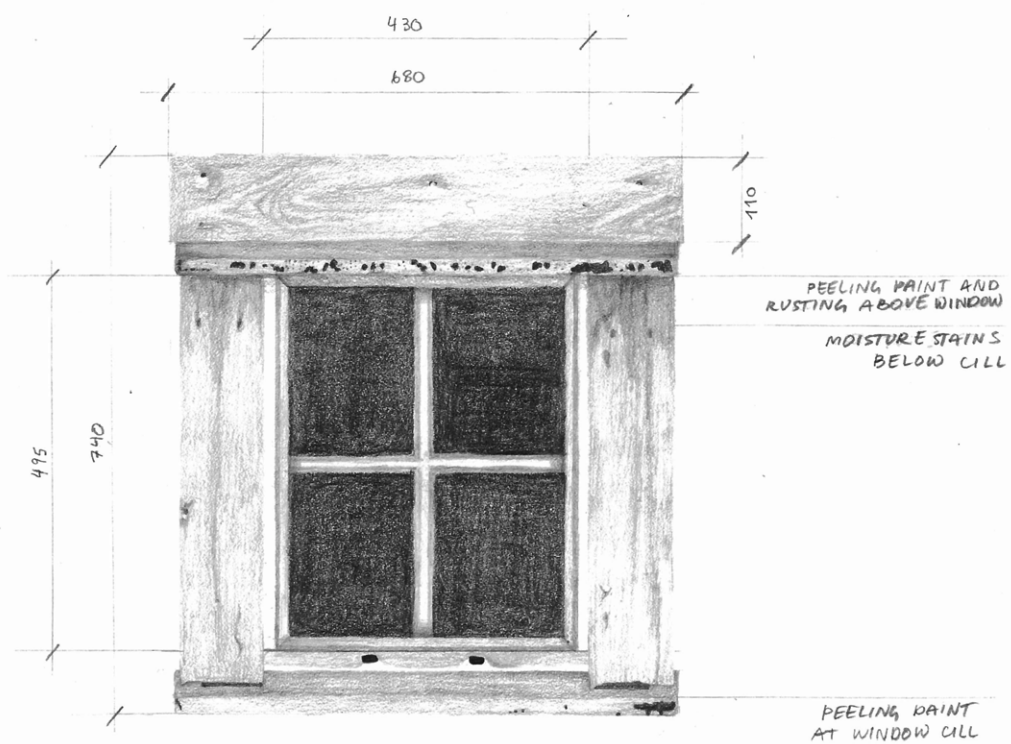 430
680
110
PEELING PAINT AND
RUSTING ABOVE WINDOW
MOISTURE STAINS
BELOW CILL
495
740
PEELING PAINT
AT WINDOW CILL